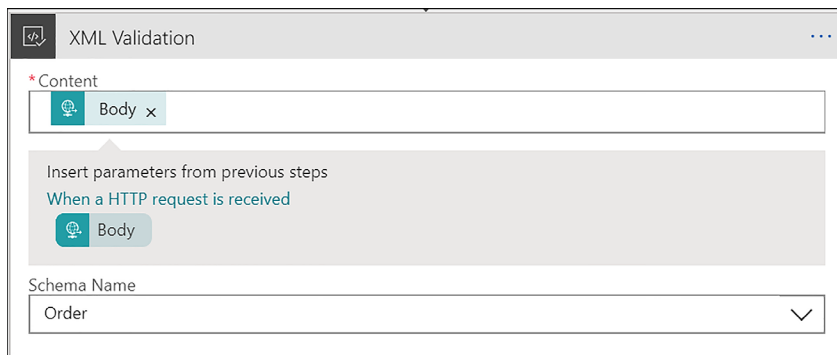 XML Validation
...
*Content
Body x
Insert parameters from previous steps
When a HTTP request is received
Body
Schema Name
Order